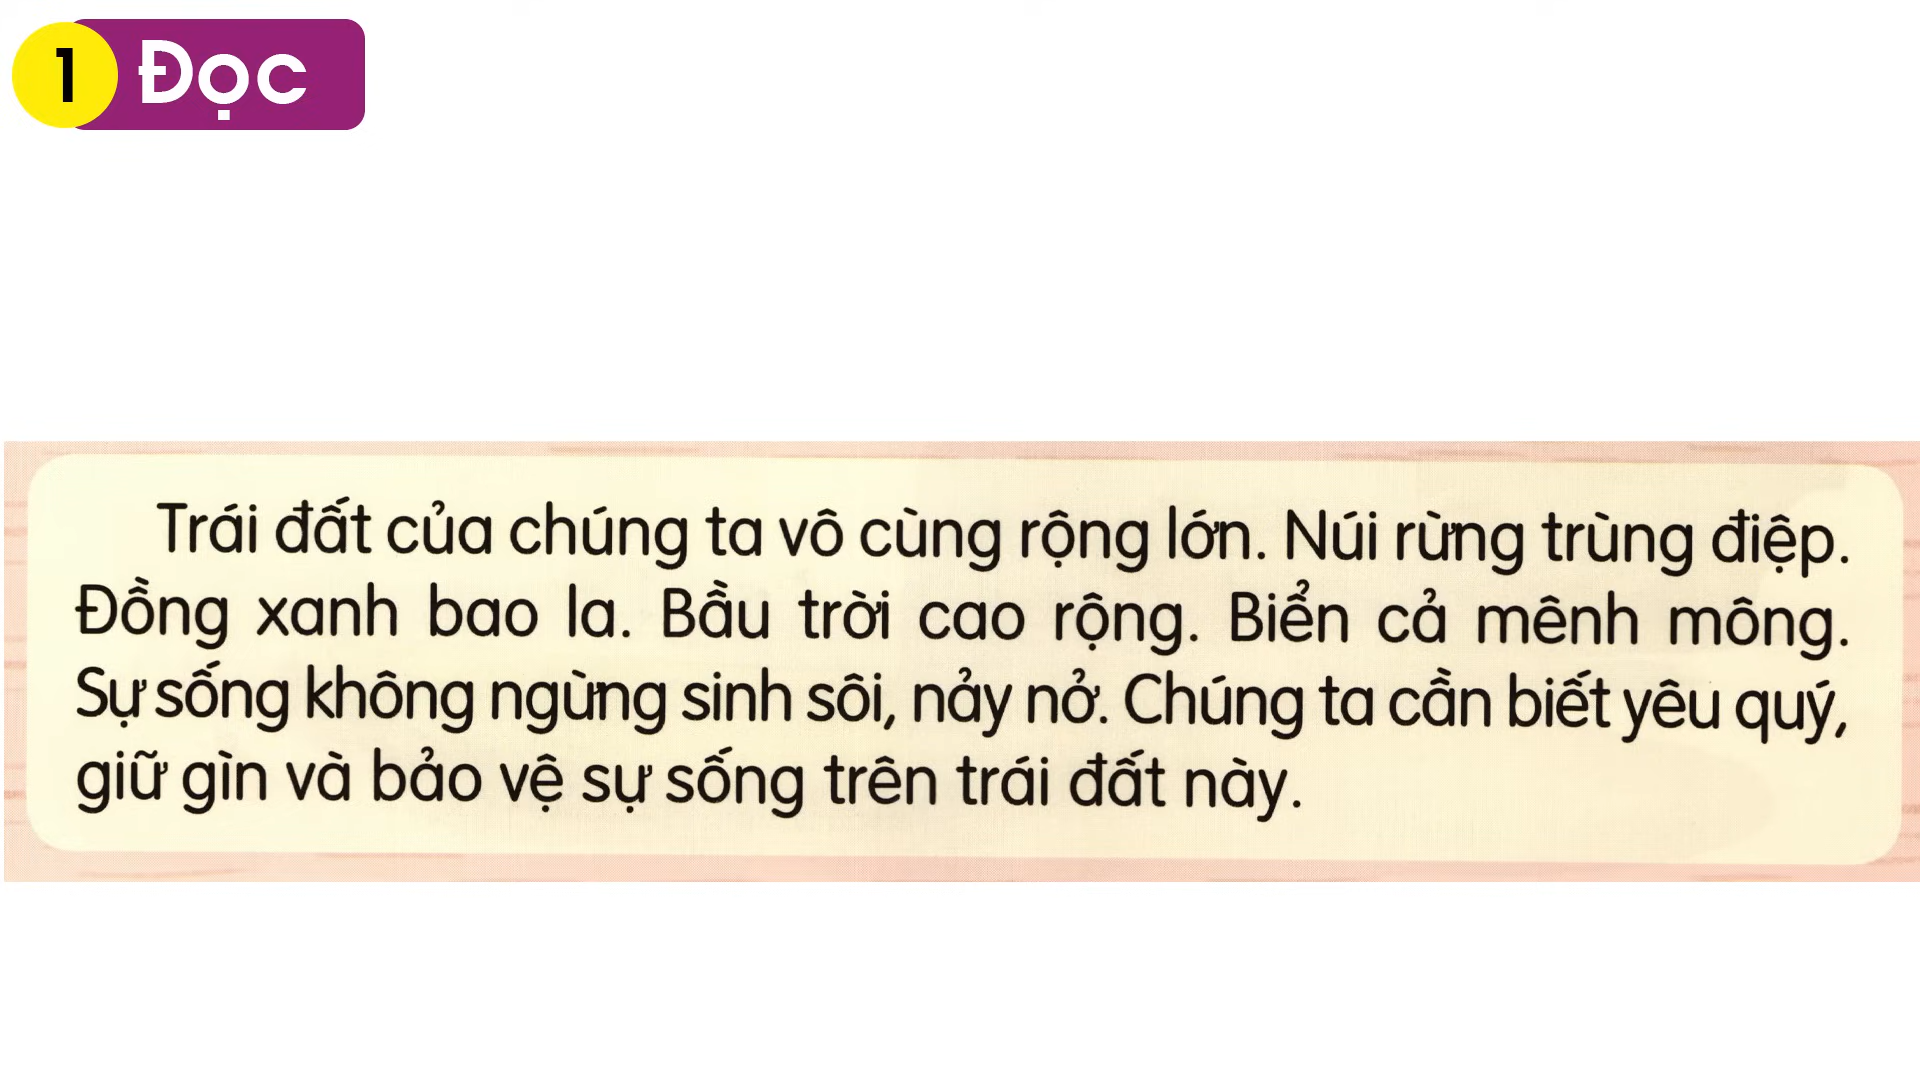 1 Đọc
Trái đất của chúng ta vô cùng rộng lớn. Núi rừng trùng điệp.
Đồng xanh bao la. Bầu trời cao rộng. Biển cả mênh mông.
Sự sống không ngừng sinh sôi, nảy nở. Chúng ta cần biết yêu quý,
giữ gìn và bảo vệ sự sống trên trái đất này.